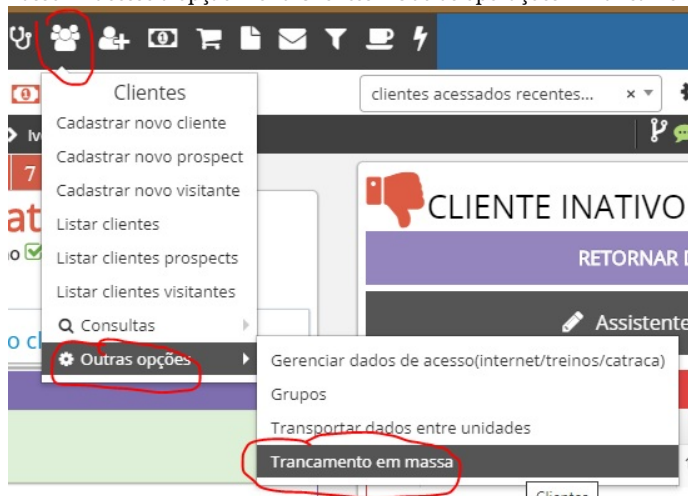 Clientes
clientes acessados recentes... ×
Cadastrar novo cliente
Cadastrar novo prospect
7
Cadastrar novo visitante
CLIENTE INATIVO
Listar clientes
Listar clientes prospects
RETORNAR
Listar clientes visitantes
Consultas
Assistente
Outras opções
Gerenciar dados de acesso(internet/treinos/catraca)
Grupos
Transportar dados entre unidades
Trancamento em massa
Clientes